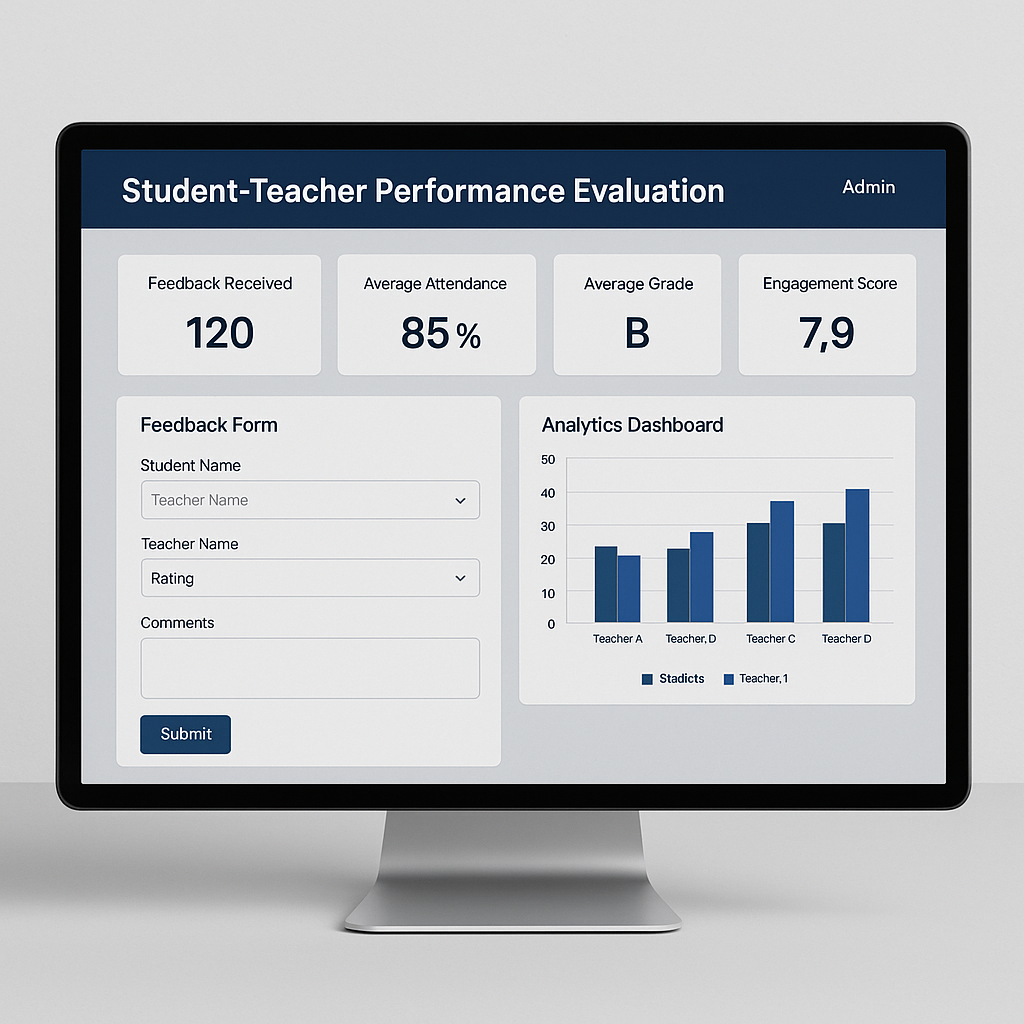 Student-Teacher Performance Evaluation
Admin
Feedback Received
120
Average Attendance
85 %
Average Grade
B
Engagement Score
7,9
Feedback Form
Student Name
Teacher Name
Teacher Name
Rating
Comments
Submit
Analytics Dashboard
50
40
30
20
10
0
Teacher A
Teacher, D
Teacher C
Teacher D
Stadicts
Teacher, 1